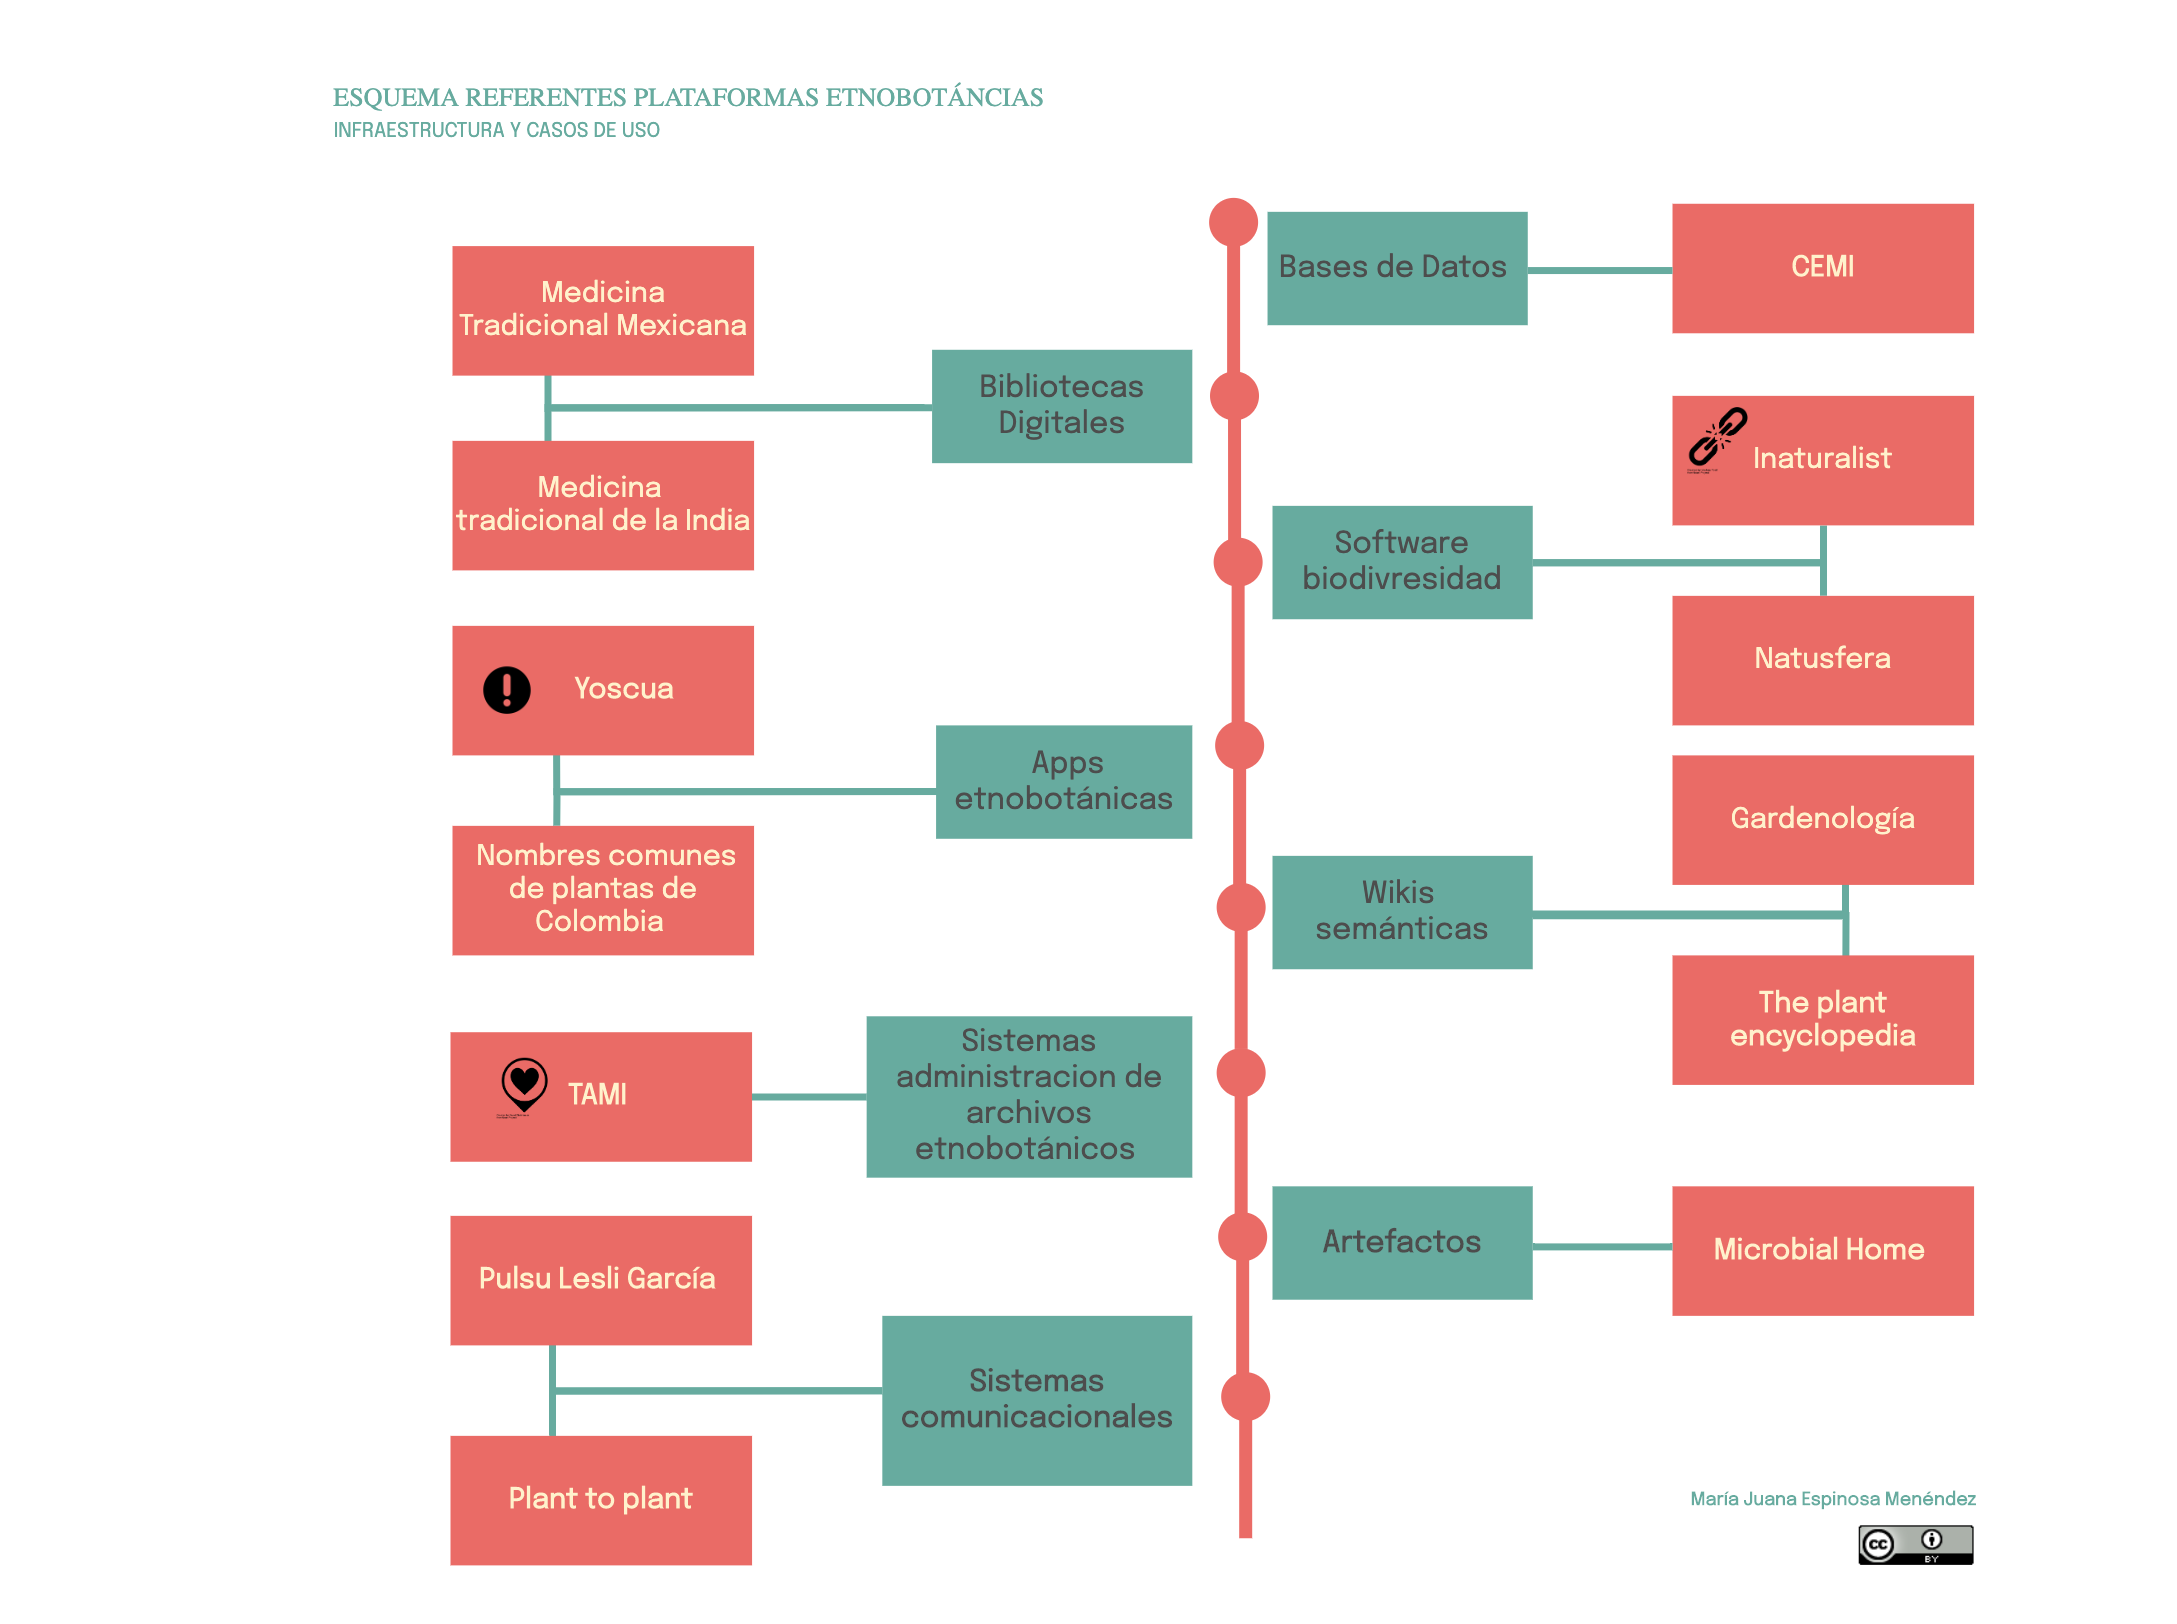 ESQUEMA REFERENTES PLATAFORMAS ETNOBOTÁNCIAS
INFRAESTRUCTURA Y CASOS DE USO
Bases de Datos
CEMI
Medicina
Tradicional Mexicana
Bibliotecas
Digitales
Medicina
tradicional de la India
Inaturalist
Software
biodivresidad
Natusfera
Yoscua
Apps
etnobotánicas
Nombres comunes
de plantas de
Colombia
Gardenología
Wikis
semánticas
The plant
encyclopedia
TAMI
Sistemas
administracion de
archivos
etnobotánicos
Artefactos
Microbial Home
Pulsu Lesli García
Sistemas
comunicacionales
Plant to plant
María Juana Espinosa Menéndez
cc
BY